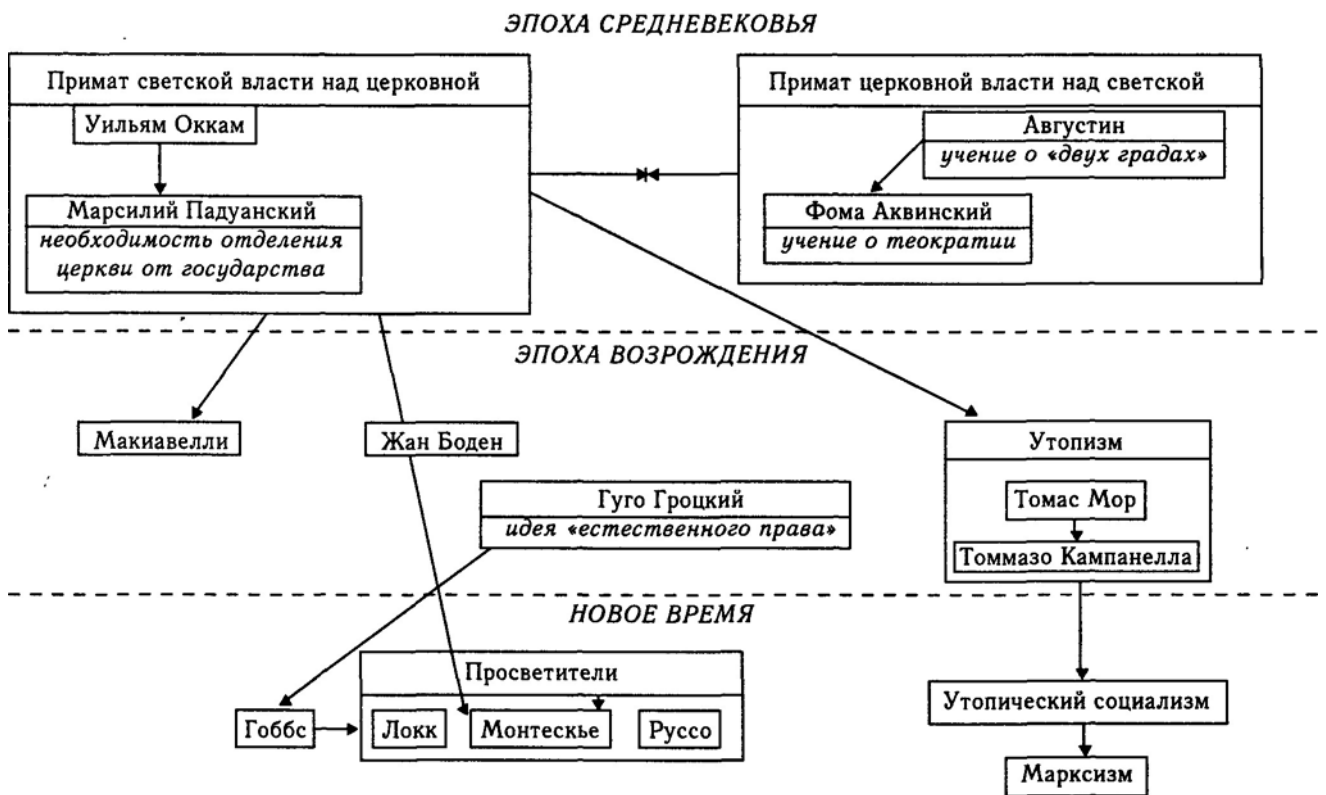 ЭПОХА СРЕДНЕВЕКОВЬЯ
Примат светской власти над церковной
Уильям Оккам
Марсилий Падуанский
необходимость отделения
церкви от государства
Примат церковной власти над светской
Августин
учение о «двух градах»
Фома Аквинский
учение о теократии
ЭПОХА ВОЗРОЖДЕНИЯ
Макиавелли
Жан Боден
Гуго Гроцкий
идея «естественного права»
Утопизм
Томас Мор
Томмазо Кампанелла
НОВОЕ ВРЕМЯ
Гоббс
Просветители
Локк
Монтескье
Руссо
Утопический социализм
Марксизм